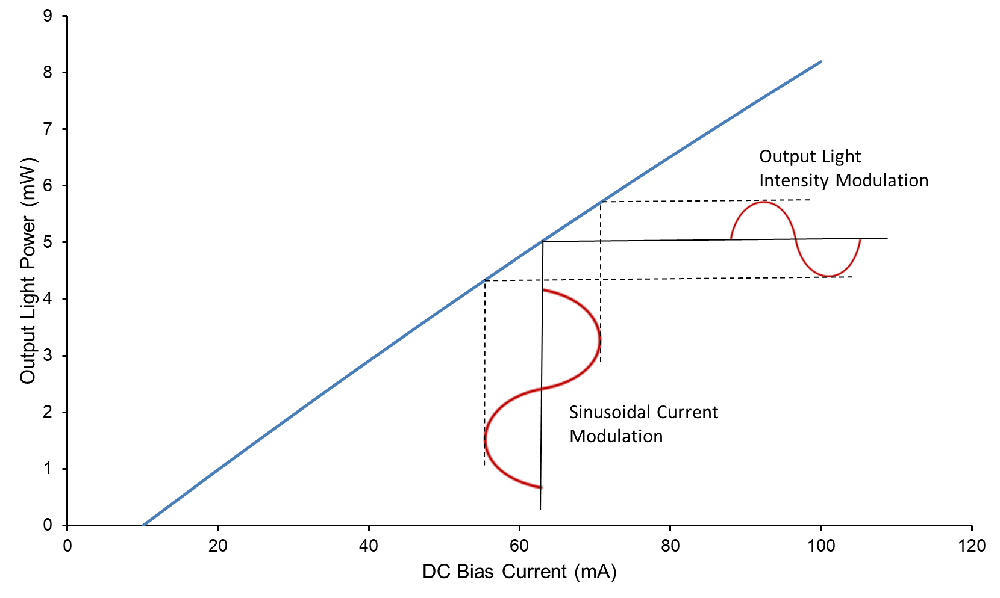 9
8
7
6
5
4
3
2
1
0
Output Light Power (mW)
Output Light
Intensity Modulation
Sinusoidal Current
Modulation
0 20 40 60 80 100 120
DC Bias Current (mA)